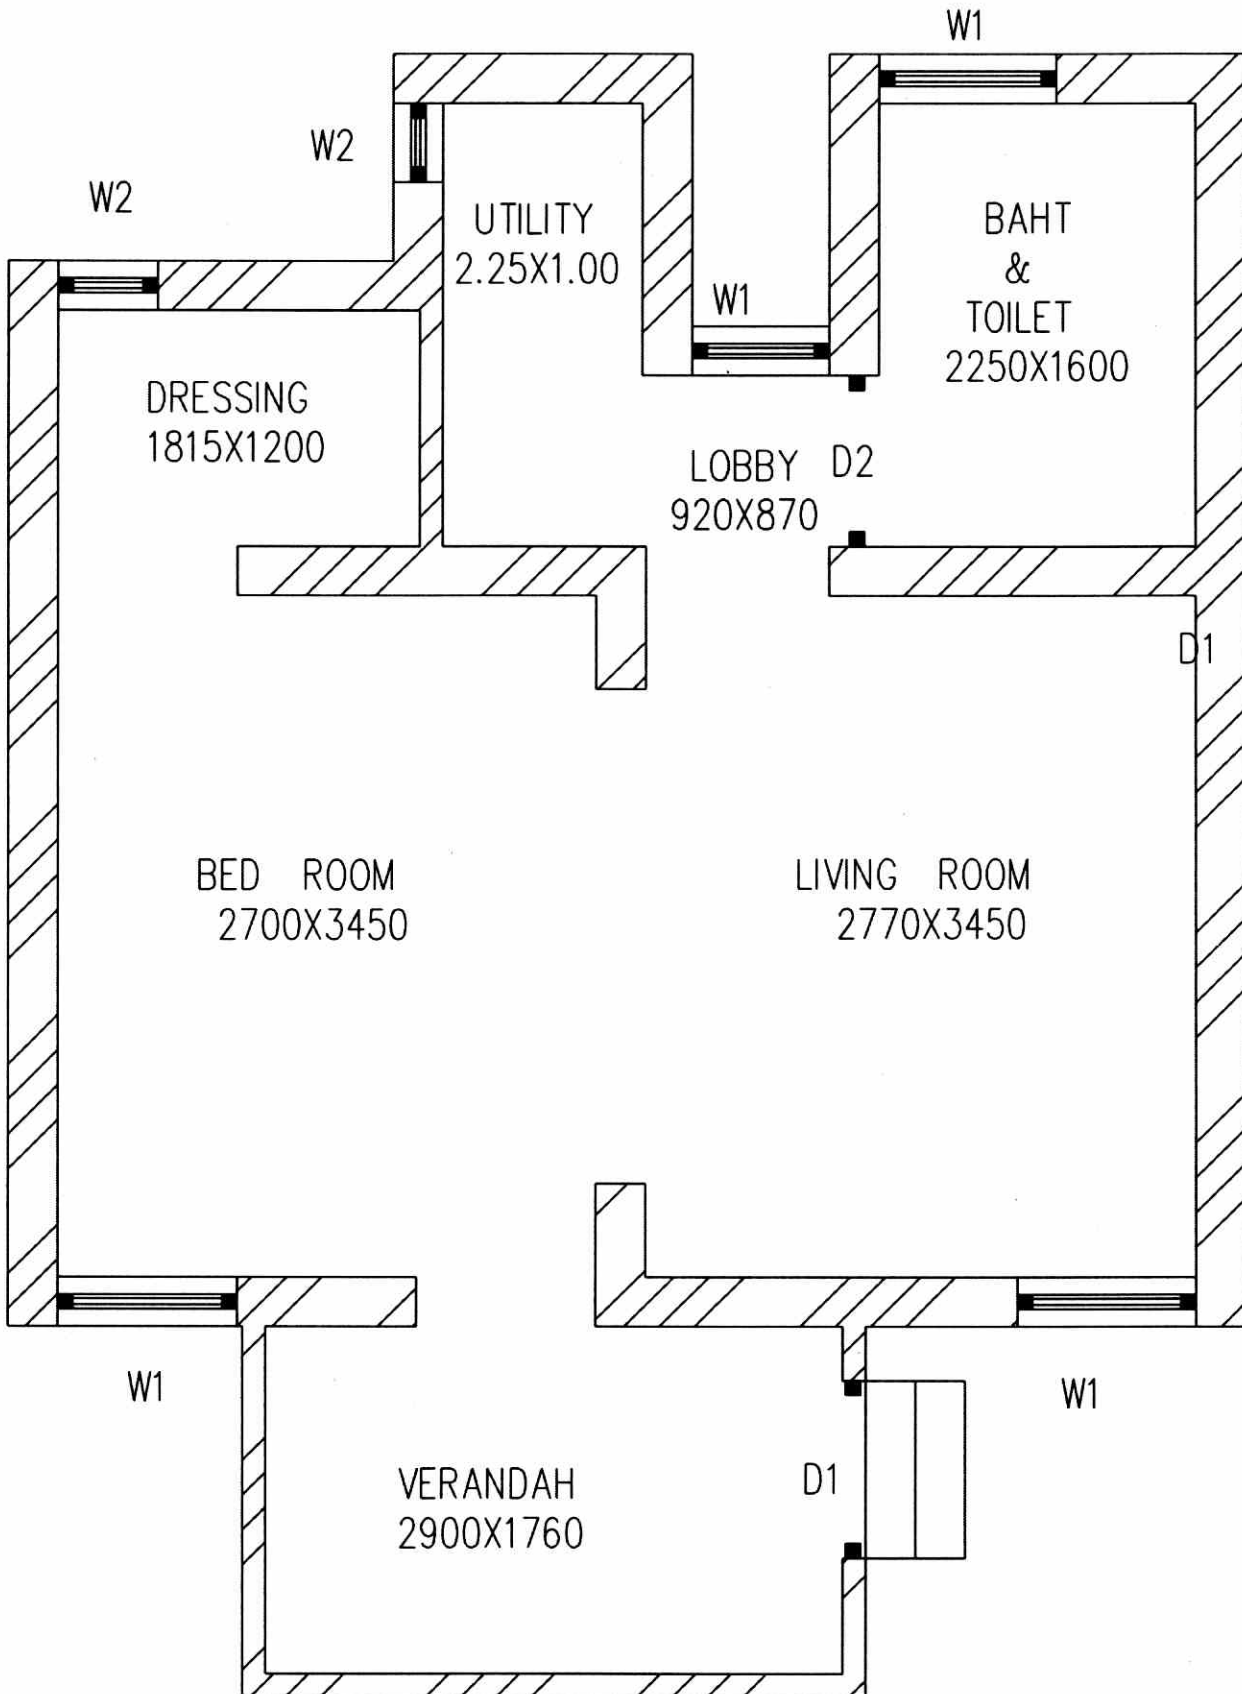 W1
W2
W2
UTILITY
2.25X1.00
BAHT
&
TOILET
2250X1600
W1
DRESSING
1815X1200
LOBBY
920X870
D2
D1
BED ROOM
2700X3450
LIVING ROOM
2770X3450
W1
W1
VERANDAH
2900X1760
D1